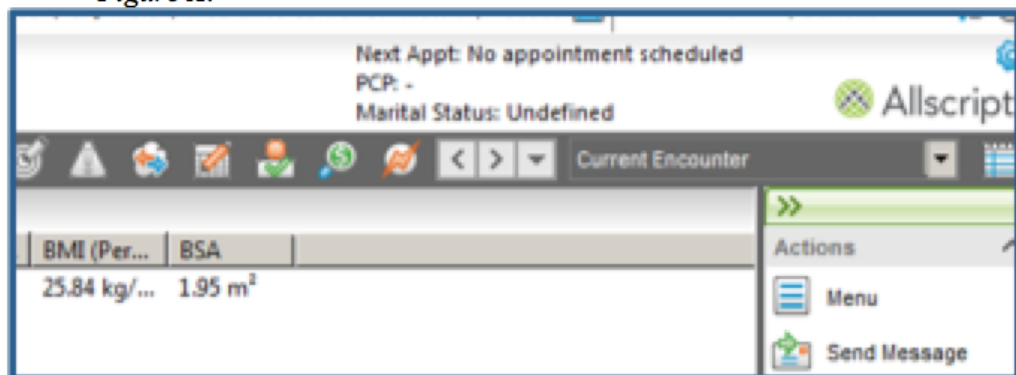 Next Appt: No appointment scheduled
PCP: -
Marital Status: Undefined
Allscript
Current Encounter
BMI (Per... BSA
25.84 kg/... 1.95 m²
Actions
Menu
Send Message